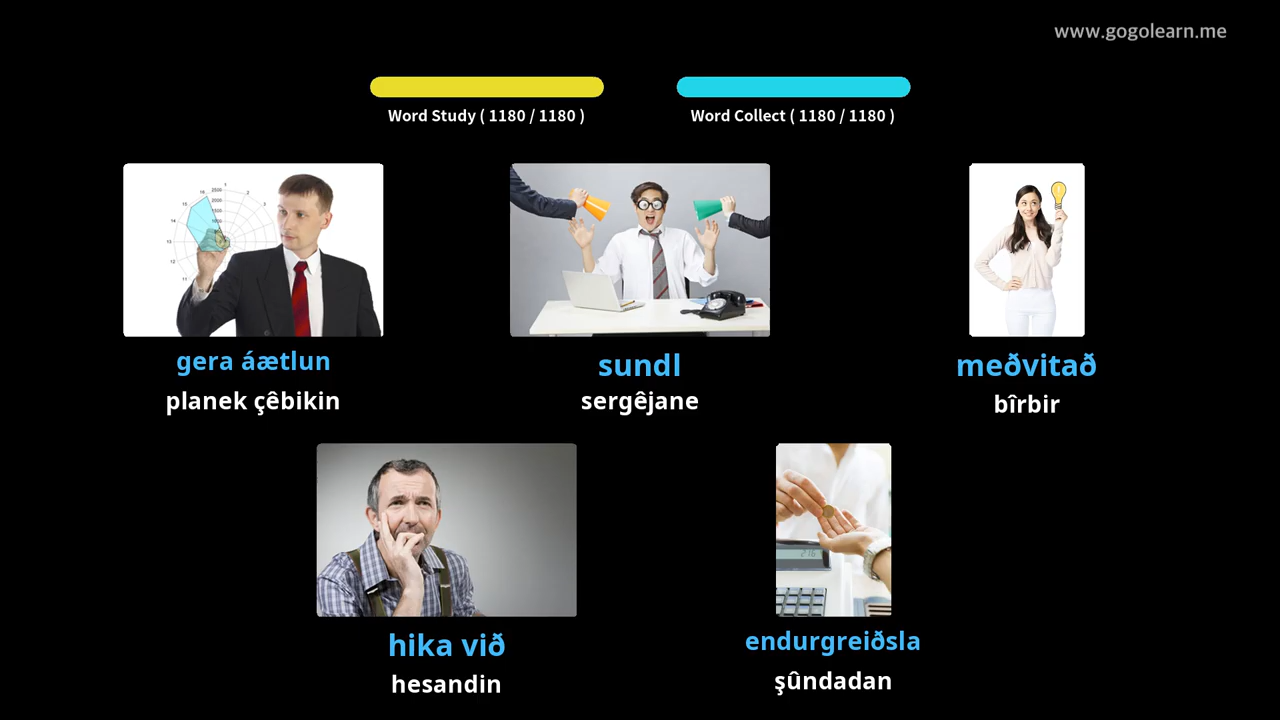 www.gogolearn.me
Word Study ( 1180 / 1180 )
Word Collect ( 1180 / 1180 )
gera áætlun
planek çêbikin
sundl
sergêjane
meðvitað
bîrbir
hika við
hesandin
endurgreiðsla
şûndadan